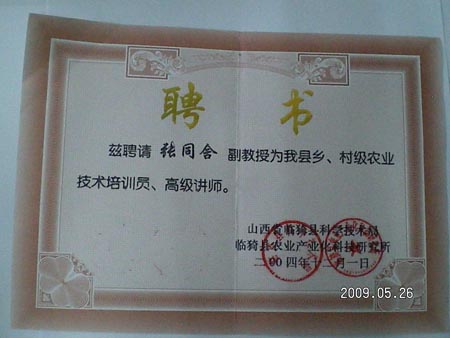 聘 书
兹聘请 张同舍 副教授为我县乡、村级农业
技术培训员、高级讲师。
山西省临猗县科学技术局
临猗县农业产业化科技研究所
二00四年十二月一日
2009.05.26